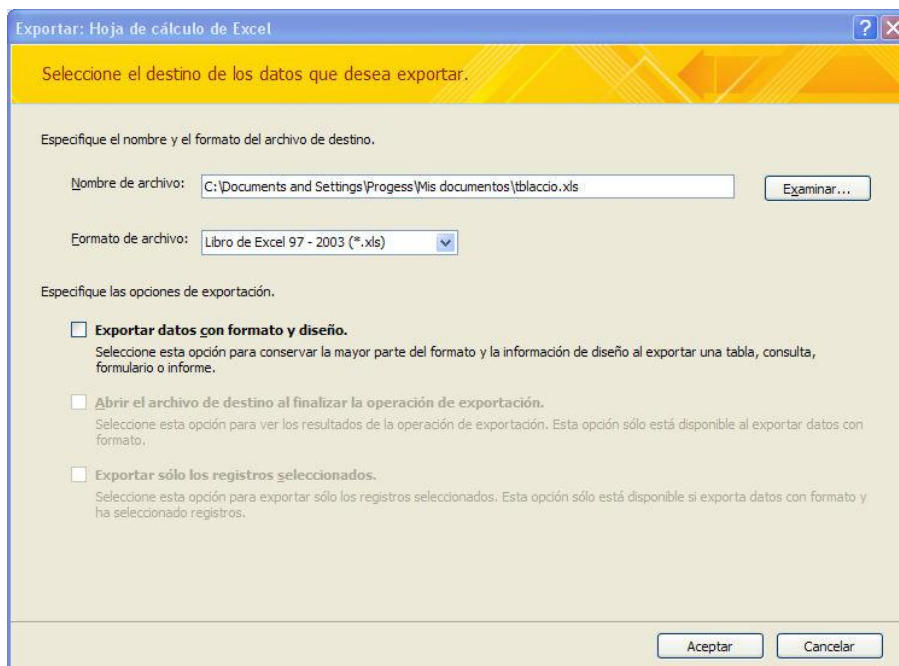 Exportar: Hoja de cálculo de Excel
Seleccione el destino de los datos que desea exportar.
Especifique el nombre y el formato del archivo de destino.
Nombre de archivo: C:\Documents and Settings\Progess\Mis documentos\tblaccio.xls Examinar...
Formato de archivo: Libro de Excel 97 - 2003 (*.xls)
Especifique las opciones de exportación.
Exportar datos con formato y diseño.
Seleccione esta opción para conservar la mayor parte del formato y la información de diseño al exportar una tabla, consulta,
formulario o informe.
Abrir el archivo de destino al finalizar la operación de exportación.
Seleccione esta opción para ver los resultados de la operación de exportación. Esta opción sólo está disponible al exportar datos con
formato.
Exportar sólo los registros seleccionados.
Seleccione esta opción para exportar sólo los registros seleccionados. Esta opción sólo está disponible si exporta datos con formato y
ha seleccionado registros.
Aceptar Cancelar